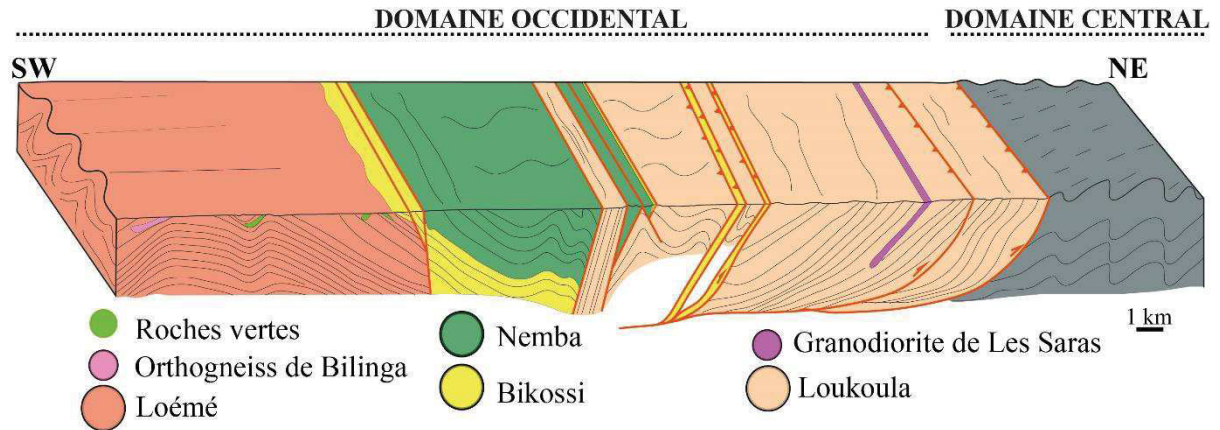 DOMAINE OCCIDENTAL DOMAINE CENTRAL
SW NE
1 km
Roches vertes
Orthogneiss de Bilinga
Loémé
Nemba
Bikossi
Granodiorite de Les Saras
Loukoula